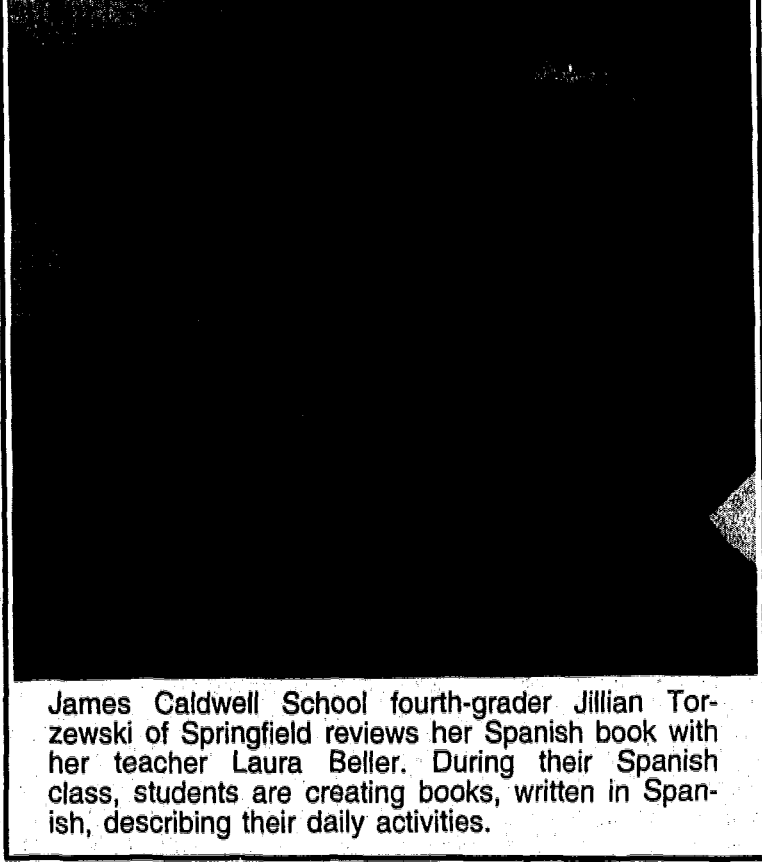 James Caldwell School fourth-grader Jillian Tor-
zewski of Springfield reviews her Spanish book with
her teacher Laura Beller. During their Spanish
class, students are creating books, written in Span-
ish, describing their daily activities.